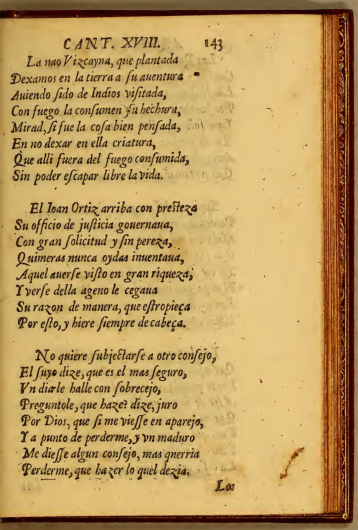 CANT. XVIII. 143
La nao Vizcayna, que plantada
Dexamos en la tierra a su auentura
Auiendo sido de Indios visitada,
Con fuego la consumen su hechura,
Mirad, si fue la cosa bien pensada,
En no dexar en ella criatura,
Que alli fuera del fuego consumida,
Sin poder escapar libre la vida.
El Ioan Ortiz arriba con presteza
Su officio de justicia gouernaua,
Con gran solicitud y sin pereza,
Quimeras nunca oydas inuentaua,
Aquel auerse visto en gran riqueza,
Y verse della ageno le cegaua
Su razon de manera, que estropieça
Por esto, y hiere siempre de cabeça.
No quiere subjectarse a otro consejo,
El suyo dize, que es el mas seguro,
Vn dia le halle con sobrecejo,
Preguntole, que haze? dize, juro
Por Dios, que si me viesse en aparejo,
Y a punto de perderme, y vn maduro
Me diesse algun consejo, mas querria
Perderme, que hazer lo quel dezia.
Los